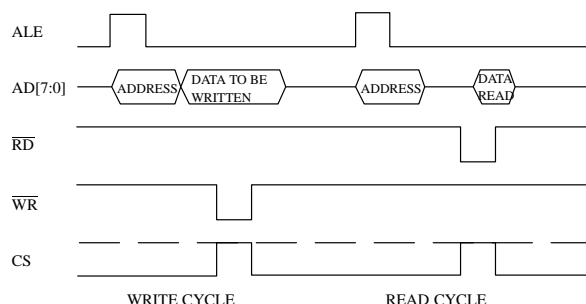 ALE
AD[7:0]
ADDRESS
DATA TO BE
WRITTEN
ADDRESS
DATA
READ
RD
WR
CS
WRITE CYCLE
READ CYCLE